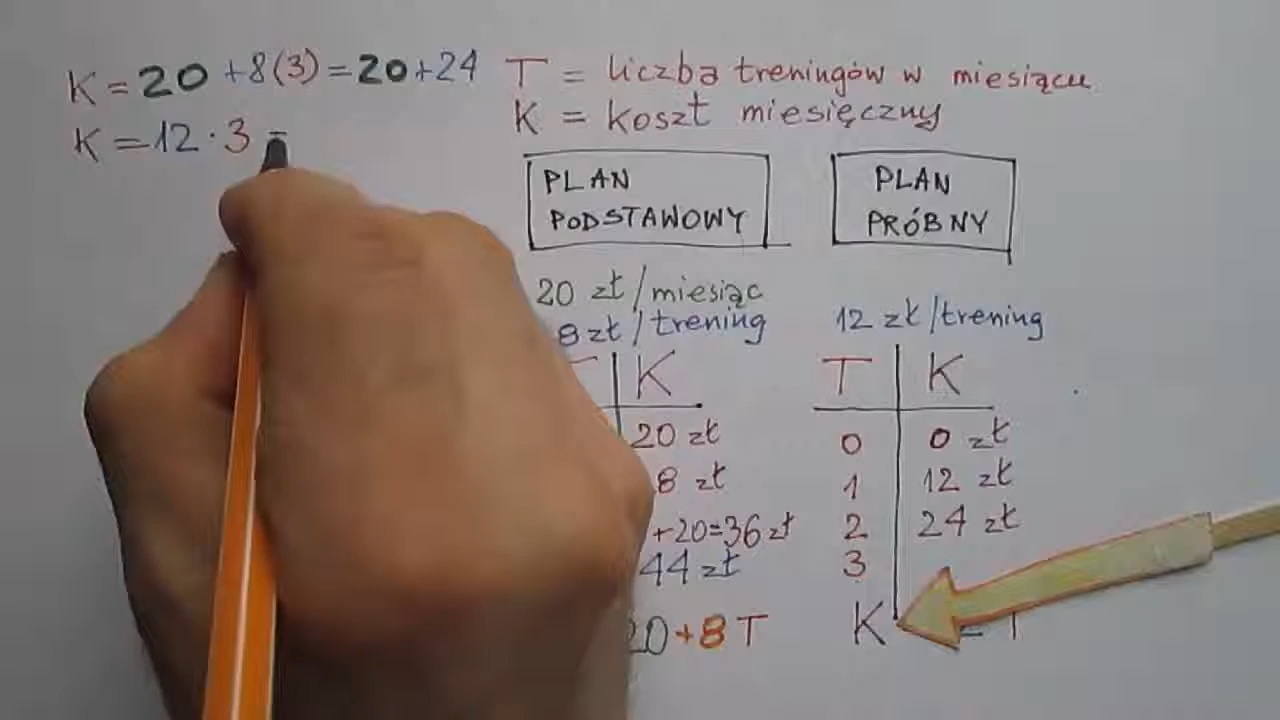 K = 20 + 8(3) = 20 + 24
K = 12 · 3 =
T = liczba treningów w miesiącu
K = koszt miesięczny
PLAN
PODSTAWOWY
20 zł/miesiąc
8 zł/trening
T K
20 zł
8 zł
+20=36 zł
44 zł
20 + 8 T
PLAN
PRÓBNY
12 zł/trening
T K
0 0 zł
1 12 zł
2 24 zł
3
K = T